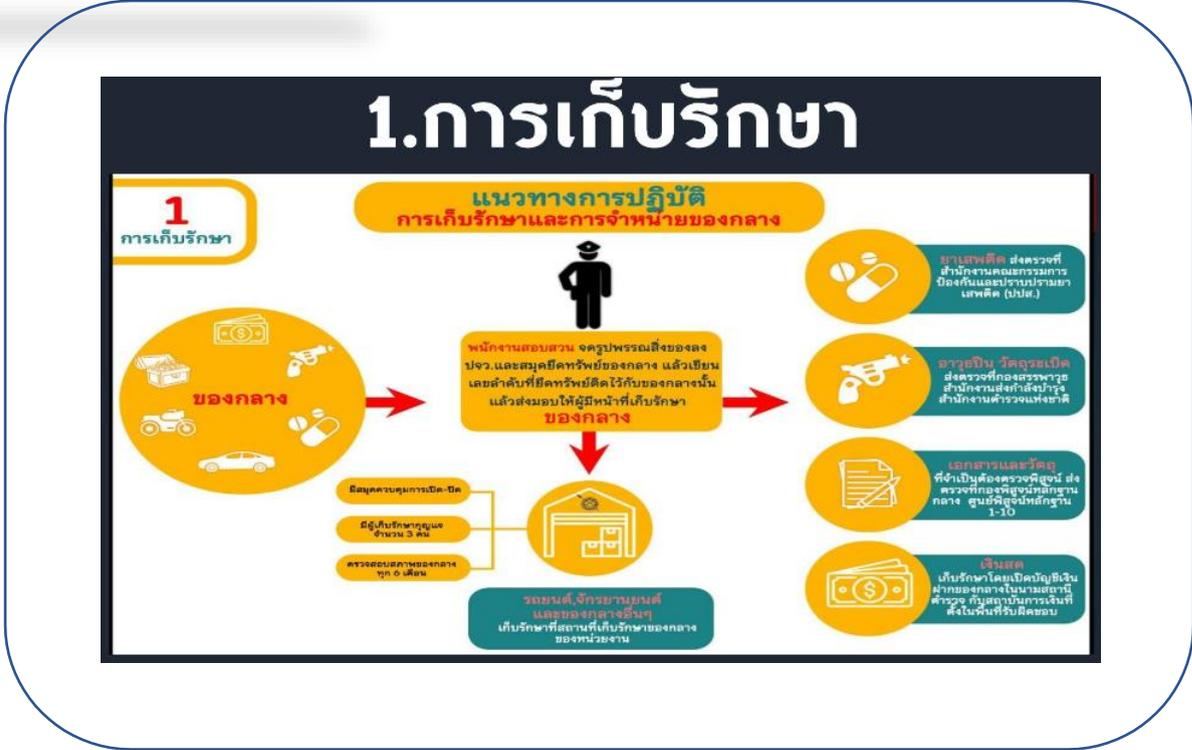 1.การเก็บรักษา
1
การเก็บรักษา
แนวทางการปฏิบัติ
การเก็บรักษาและการจำหน่ายของกลาง
ของกลาง
พนักงานสอบสวน จดรูปพรรณสิ่งของลง
ปจว.และสมุดยึดทรัพย์ของกลาง แล้วเขียน
เลขลำดับที่ยึดทรัพย์ติดไว้กับของกลางนั้น
แล้วส่งมอบให้ผู้มีหน้าที่เก็บรักษา
ของกลาง
มีสมุดควบคุมการเปิด-ปิด
มีผู้เก็บรักษากุญแจ
จำนวน 3 คน
ตรวจสอบสภาพของกลาง
ทุก 6 เดือน
รถยนต์,จักรยานยนต์
และของกลางอื่นๆ
เก็บรักษาที่สถานที่เก็บรักษาของกลาง
ของหน่วยงาน
ยาเสพติด ส่งตรวจที่
สำนักงานคณะกรรมการ
ป้องกันและปราบปรามยา
เสพติด (ปปส.)
อาวุธปืน วัตถุระเบิด
ส่งตรวจที่กองสรรพาวุธ
สำนักงานส่งกำลังบำรุง
สำนักงานตำรวจแห่งชาติ
เอกสารและวัตถุ
ที่จำเป็นต้องตรวจพิสูจน์ ส่ง
ตรวจที่กองพิสูจน์หลักฐาน
กลาง ศูนย์พิสูจน์หลักฐาน
1-10
เงินสด
เก็บรักษาโดยเปิดบัญชีเงิน
ฝากของกลางในนามสถานี
ตำรวจ กับสถาบันการเงินที่
ตั้งในพื้นที่รับผิดชอบ